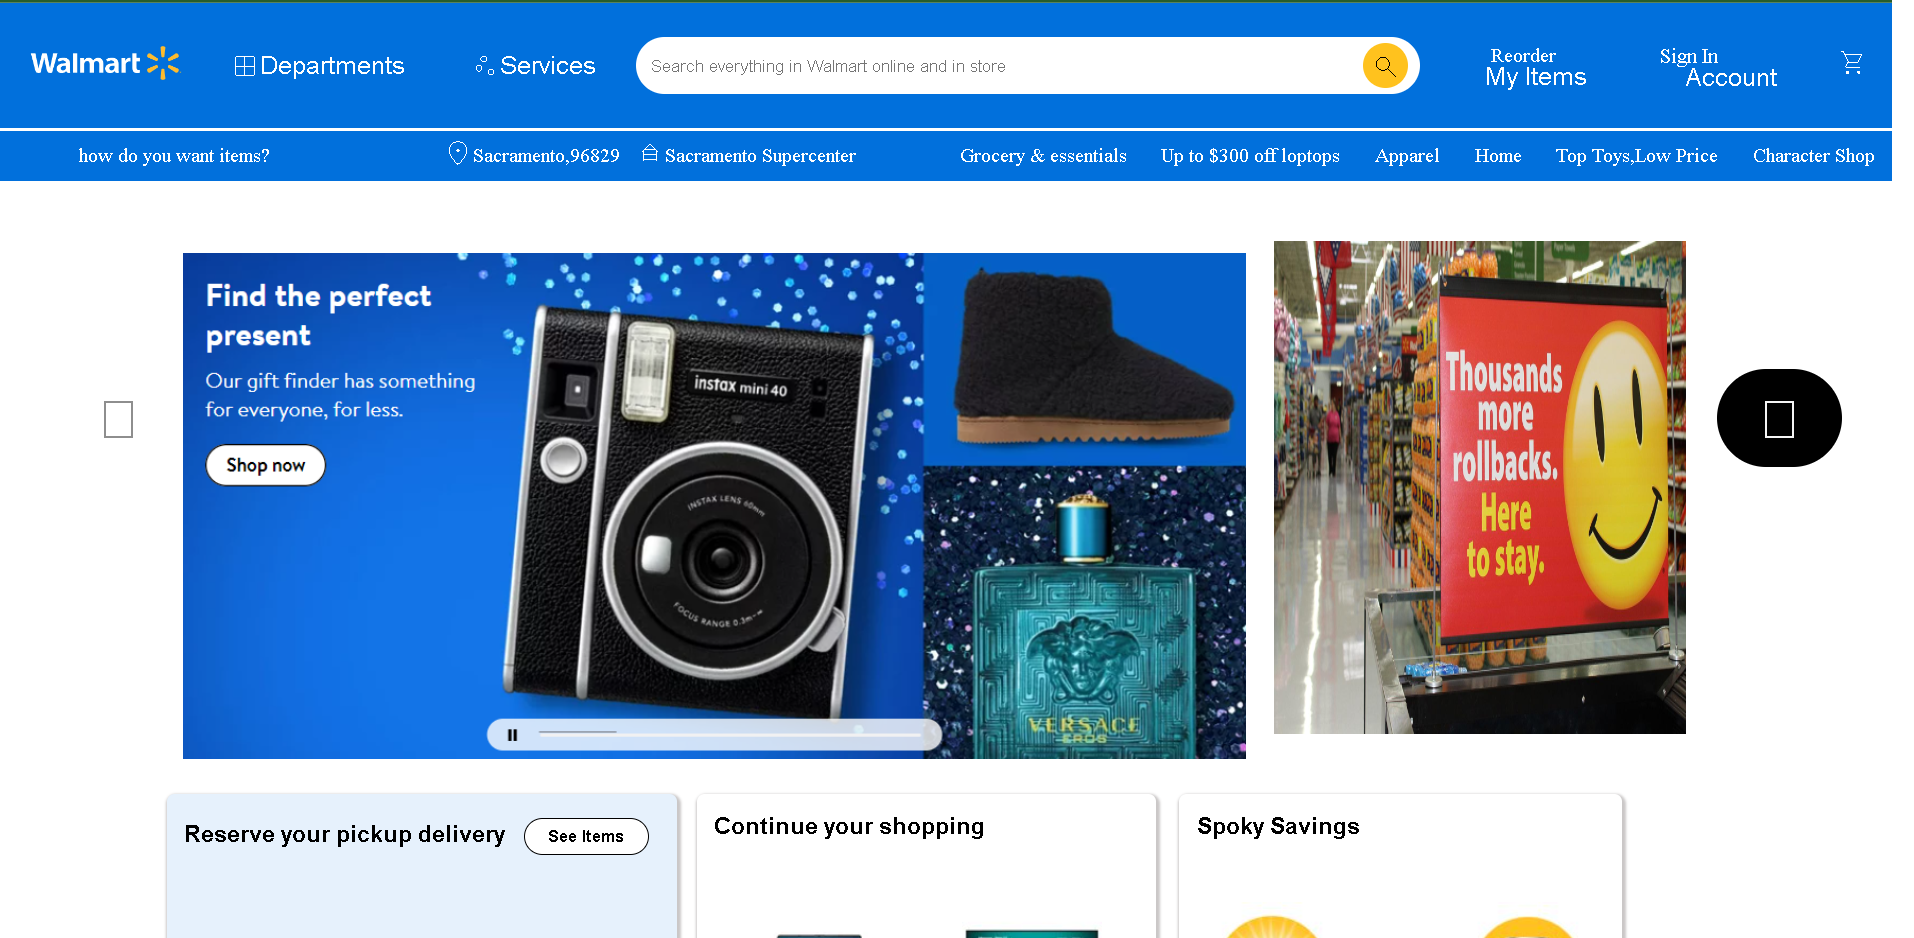 Walmart
Departments
Services
Search everything in Walmart online and in store
Reorder
My Items
Sign In
Account
how do you want items?
Sacramento,96829
Sacramento Supercenter
Grocery & essentials
Up to $300 off loptops
Apparel
Home
Top Toys,Low Price
Character Shop
Find the perfect
present
Our gift finder has something
for everyone, for less.
Shop now
instax mini 40
INSTAX LENS 60mm
FOCUS RANGE 0.3m-∞
VERSACE
EROS
Thousands
more
rollbacks.
Here
to stay.
Reserve your pickup delivery
See Items
Continue your shopping
Spoky Savings